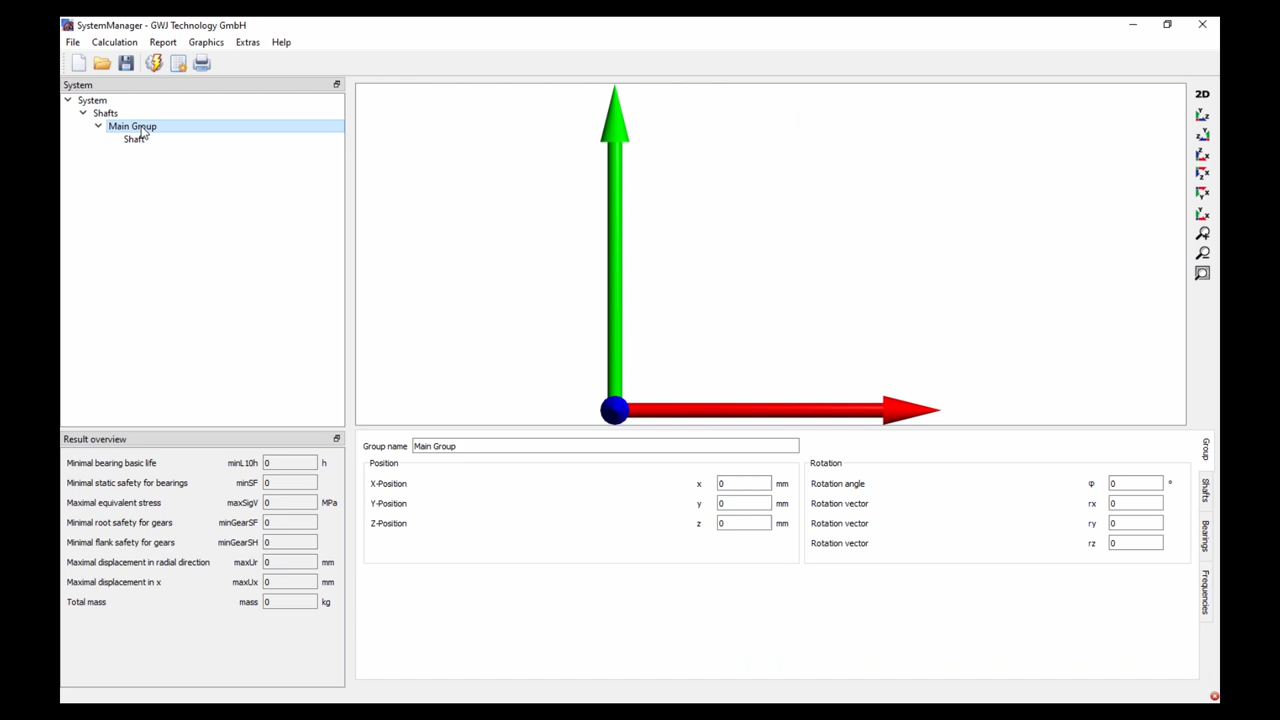 SystemManager - GWJ Technology GmbH
File Calculation Report Graphics Extras Help
System
System
Shafts
Main Group
Shaft
2D
Result overview
Minimal bearing basic life minL10h 0 h
Minimal static safety for bearings minSF 0
Maximal equivalent stress maxSigV 0 MPa
Minimal root safety for gears minGearSF 0
Minimal flank safety for gears minGearSH 0
Maximal displacement in radial direction maxUr 0 mm
Maximal displacement in x maxUx 0 mm
Total mass mass 0 kg
Group name Main Group
Position
X-Position x 0 mm
Y-Position y 0 mm
Z-Position z 0 mm
Rotation
Rotation angle φ 0 °
Rotation vector rx 0
Rotation vector ry 0
Rotation vector rz 0
Group
Shafts
Bearings
Frequencies